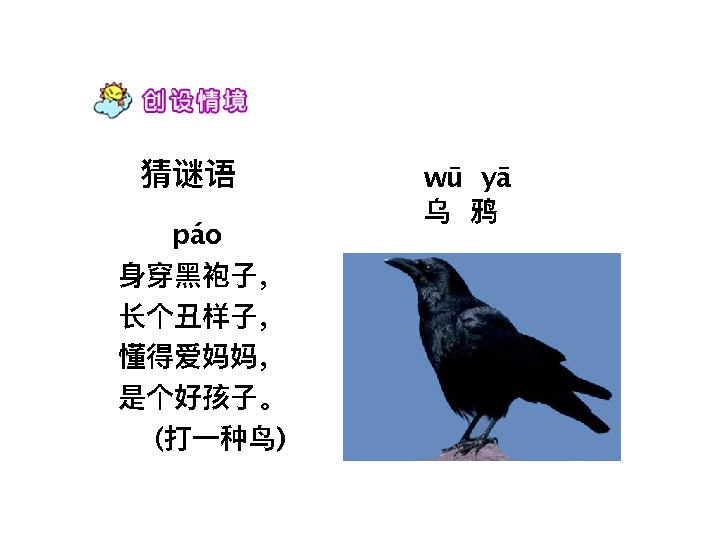 创设情境
猜谜语
páo
身穿黑袍子，
长个丑样子，
懂得爱妈妈，
是个好孩子。
（打一种鸟）
wū yā
乌 鸦